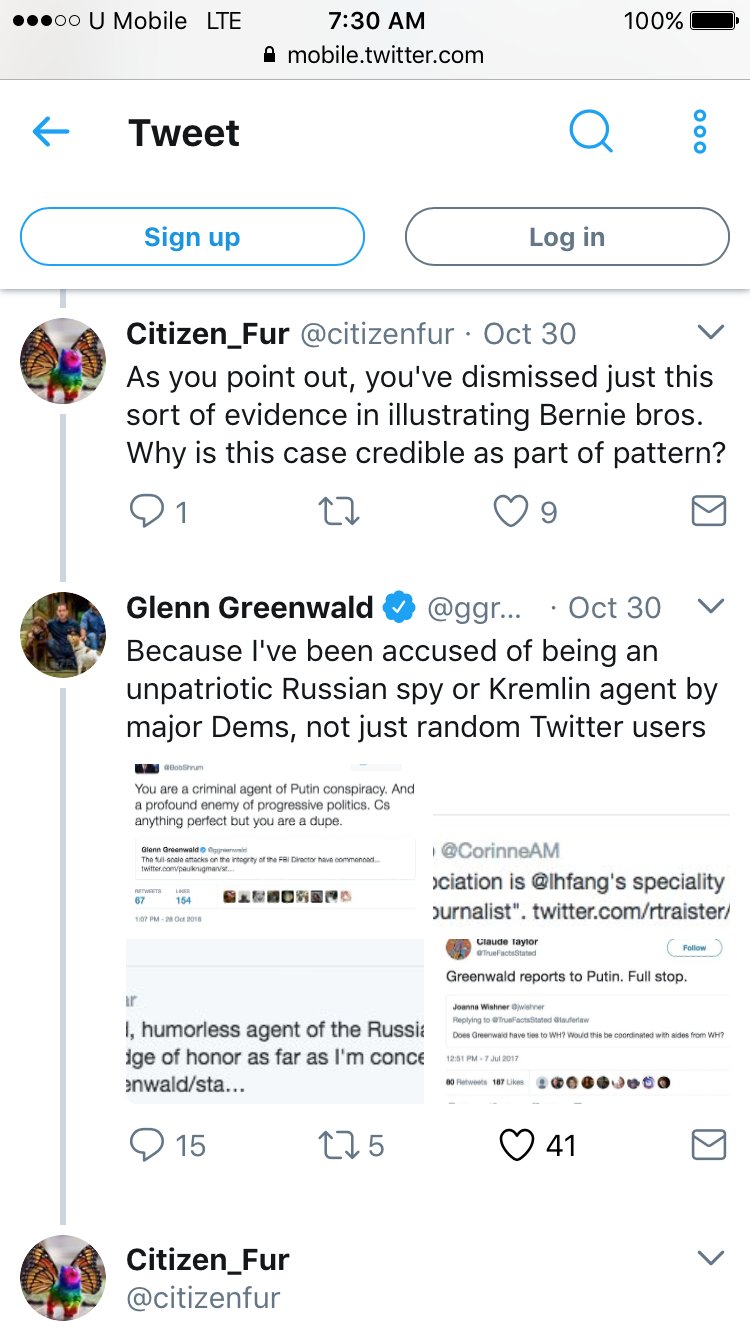 U Mobile LTE 7:30 AM 100%
mobile.twitter.com
Tweet
Sign up
Log in
Citizen_Fur @citizenfur · Oct 30
As you point out, you've dismissed just this
sort of evidence in illustrating Bernie bros.
Why is this case credible as part of pattern?
1
9
Glenn Greenwald @ggr... · Oct 30
Because I've been accused of being an
unpatriotic Russian spy or Kremlin agent by
major Dems, not just random Twitter users
@BobShrum
You are a criminal agent of Putin conspiracy. And
a profound enemy of progressive politics. Cs
anything perfect but you are a dupe.
Glenn Greenwald @ggreenwald
The full-scale attacks on the integrity of the FBI Director have commenced...
twitter.com/paulkrugman/st...
RETWEETS LIKES
67 154
1:07 PM - 28 Oct 2016
@CorinneAM
ociation is @lhfang's speciality
ournalist". twitter.com/rtraister/
ar
, humorless agent of the Russia
dge of honor as far as I'm conce
enwald/sta...
Claude Taylor
@TrueFactsStated
Follow
Greenwald reports to Putin. Full stop.
Joanna Wishner @jwishner
Replying to @TrueFactsStated @lauferlaw
Does Greenwald have ties to WH? Would this be coordinated with aides from WH?
12:51 PM - 7 Jul 2017
80 Retweets 187 Likes
15
5
41
Citizen_Fur
@citizenfur